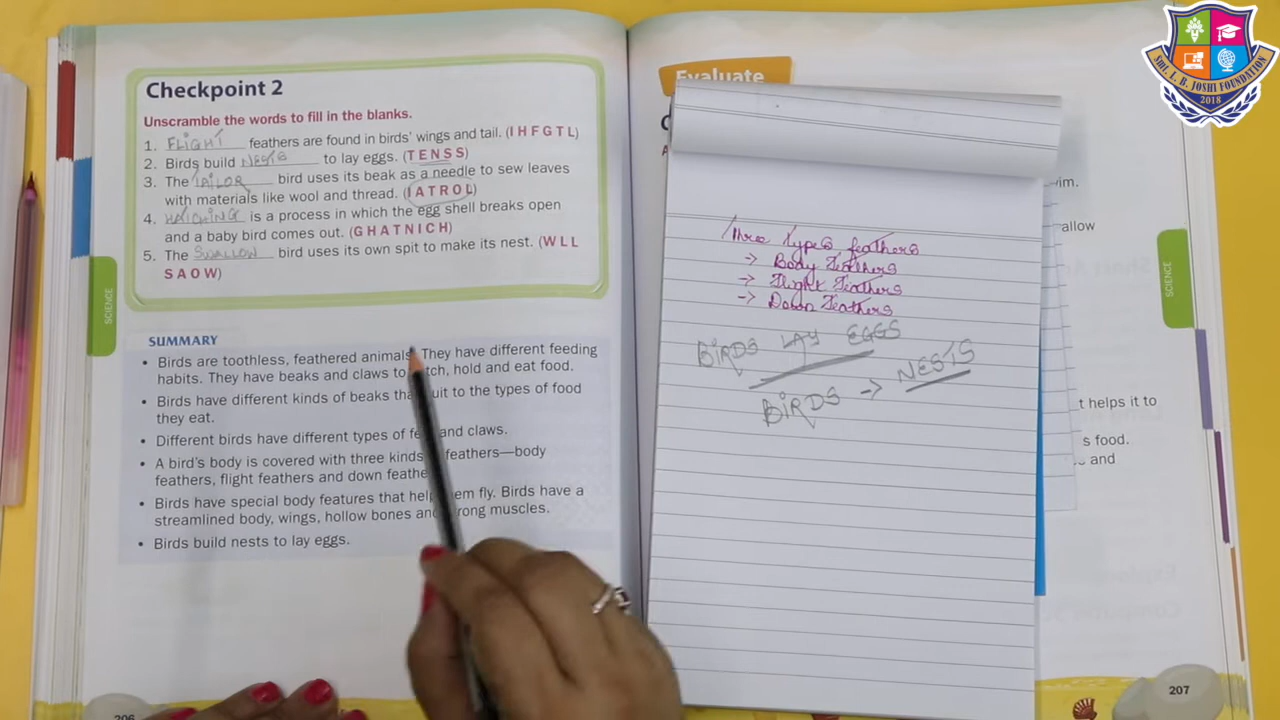 Checkpoint 2
Unscramble the words to fill in the blanks.
1. FLIGHT feathers are found in birds' wings and tail. (I H F G T L)
2. Birds build NESTS to lay eggs. (T E N S S)
3. The TAILOR bird uses its beak as a needle to sew leaves
with materials like wool and thread. (I A T R O L)
4. HATCHING is a process in which the egg shell breaks open
and a baby bird comes out. (G H A T N I C H)
5. The SWALLOW bird uses its own spit to make its nest. (W L L
S A O W)
SCIENCE
SUMMARY
• Birds are toothless, feathered animals. They have different feeding
habits. They have beaks and claws to tch, hold and eat food.
• Birds have different kinds of beaks tha uit to the types of food
they eat.
• Different birds have different types of fe and claws.
• A bird's body is covered with three kinds feathers—body
feathers, flight feathers and down feathe
• Birds have special body features that help em fly. Birds have a
streamlined body, wings, hollow bones and rong muscles.
• Birds build nests to lay eggs.
206
Evaluate
Three Types feathers
→ Body Feathers
→ Flight Feathers
→ Down Feathers
BIRDS LAY EGGS
BIRDS → NESTS
im.
allow
t helps it to
s food.
and
SCIENCE
207
SHI. L. B. JOSHI FOUNDATION
2018